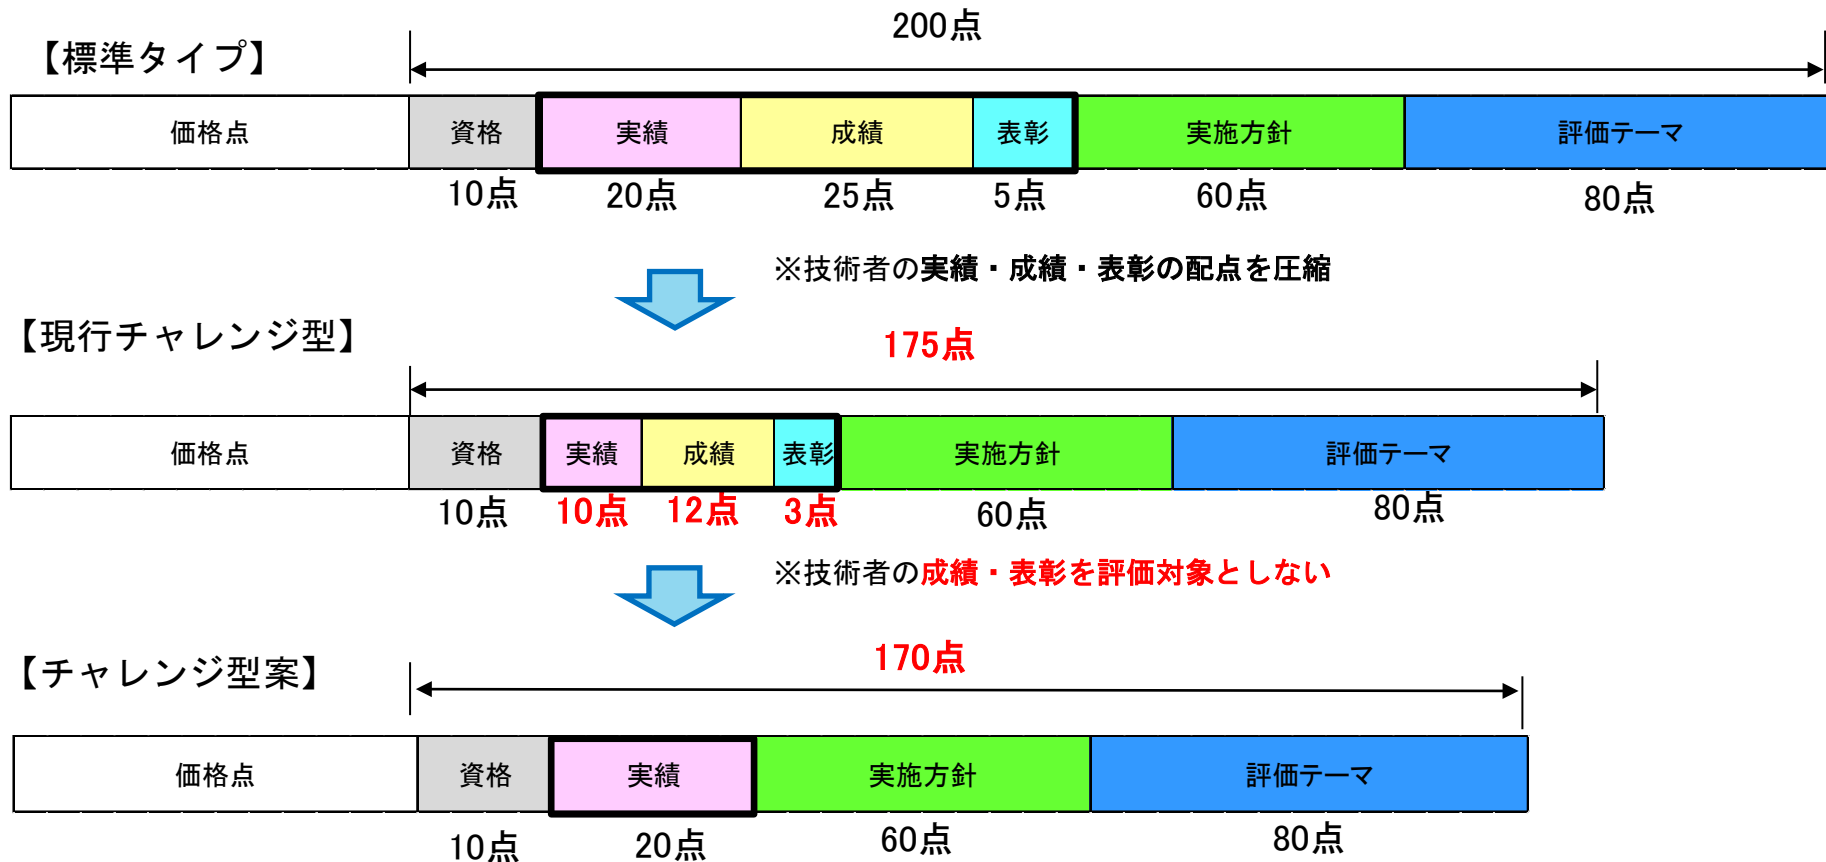 200点
【標準タイプ】
価格点 資格 実績 成績 表彰 実施方針 評価テーマ
10点 20点 25点 5点 60点 80点
※技術者の実績・成績・表彰の配点を圧縮
【現行チャレンジ型】
175点
価格点 資格 実績 成績 表彰 実施方針 評価テーマ
10点 10点 12点 3点 60点 80点
※技術者の成績・表彰を評価対象としない
【チャレンジ型案】
170点
価格点 資格 実績 実施方針 評価テーマ
10点 20点 60点 80点